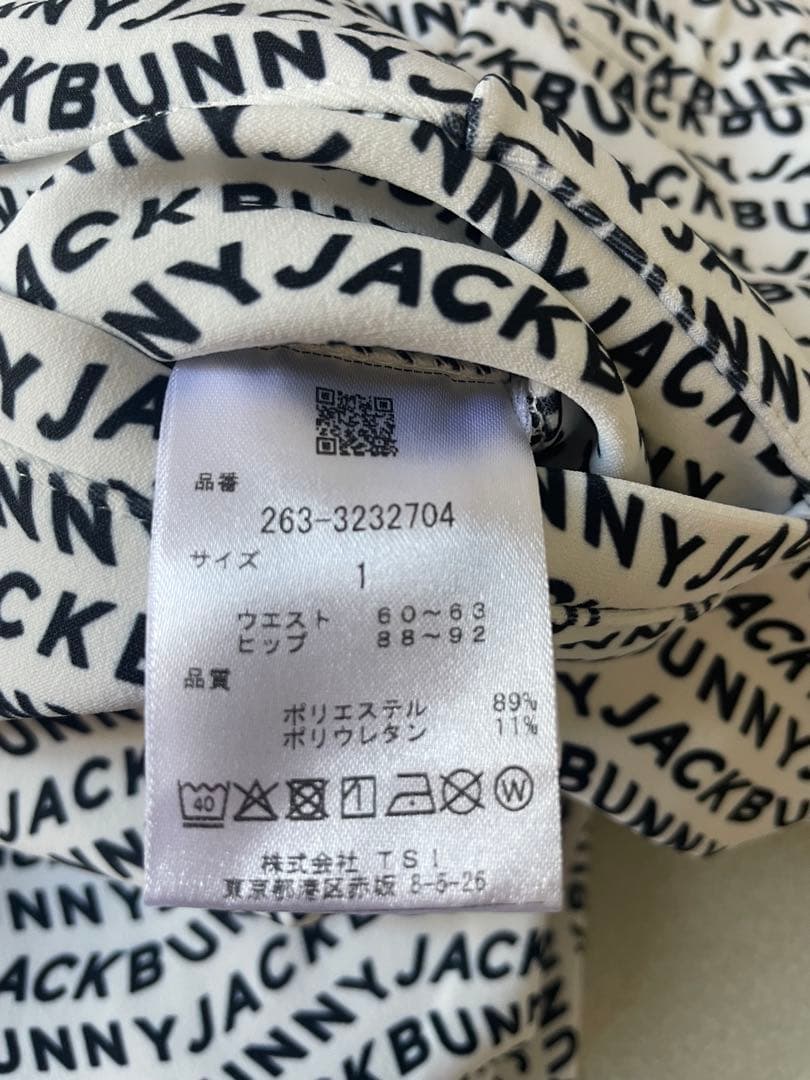 JACKBUNNY
品番
263-3232704
サイズ
1
ウエスト 60~63
ヒップ 88~92
品質
ポリエステル 89%
ポリウレタン 11%
40
W
株式会社 TSI
東京都港区赤坂 8-5-26